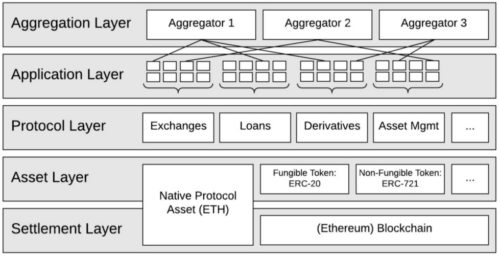 Aggregation Layer
Aggregator 1
Aggregator 2
Aggregator 3
Application Layer
Protocol Layer
Exchanges
Loans
Derivatives
Asset Mgmt
...
Asset Layer
Native Protocol
Asset (ETH)
Fungible Token:
ERC-20
Non-Fungible Token:
ERC-721
...
Settlement Layer
(Ethereum) Blockchain